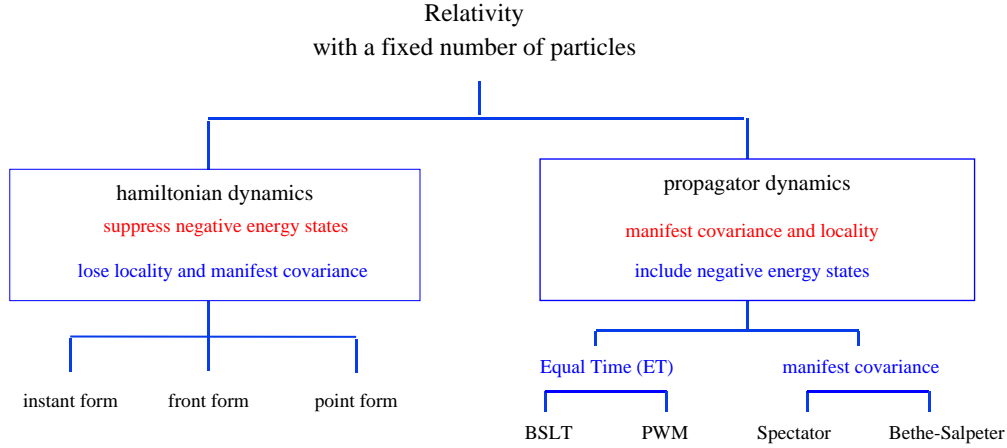 Relativity
with a fixed number of particles
hamiltonian dynamics
suppress negative energy states
lose locality and manifest covariance
propagator dynamics
manifest covariance and locality
include negative energy states
instant form
front form
point form
Equal Time (ET)
manifest covariance
BSLT
PWM
Spectator
Bethe-Salpeter